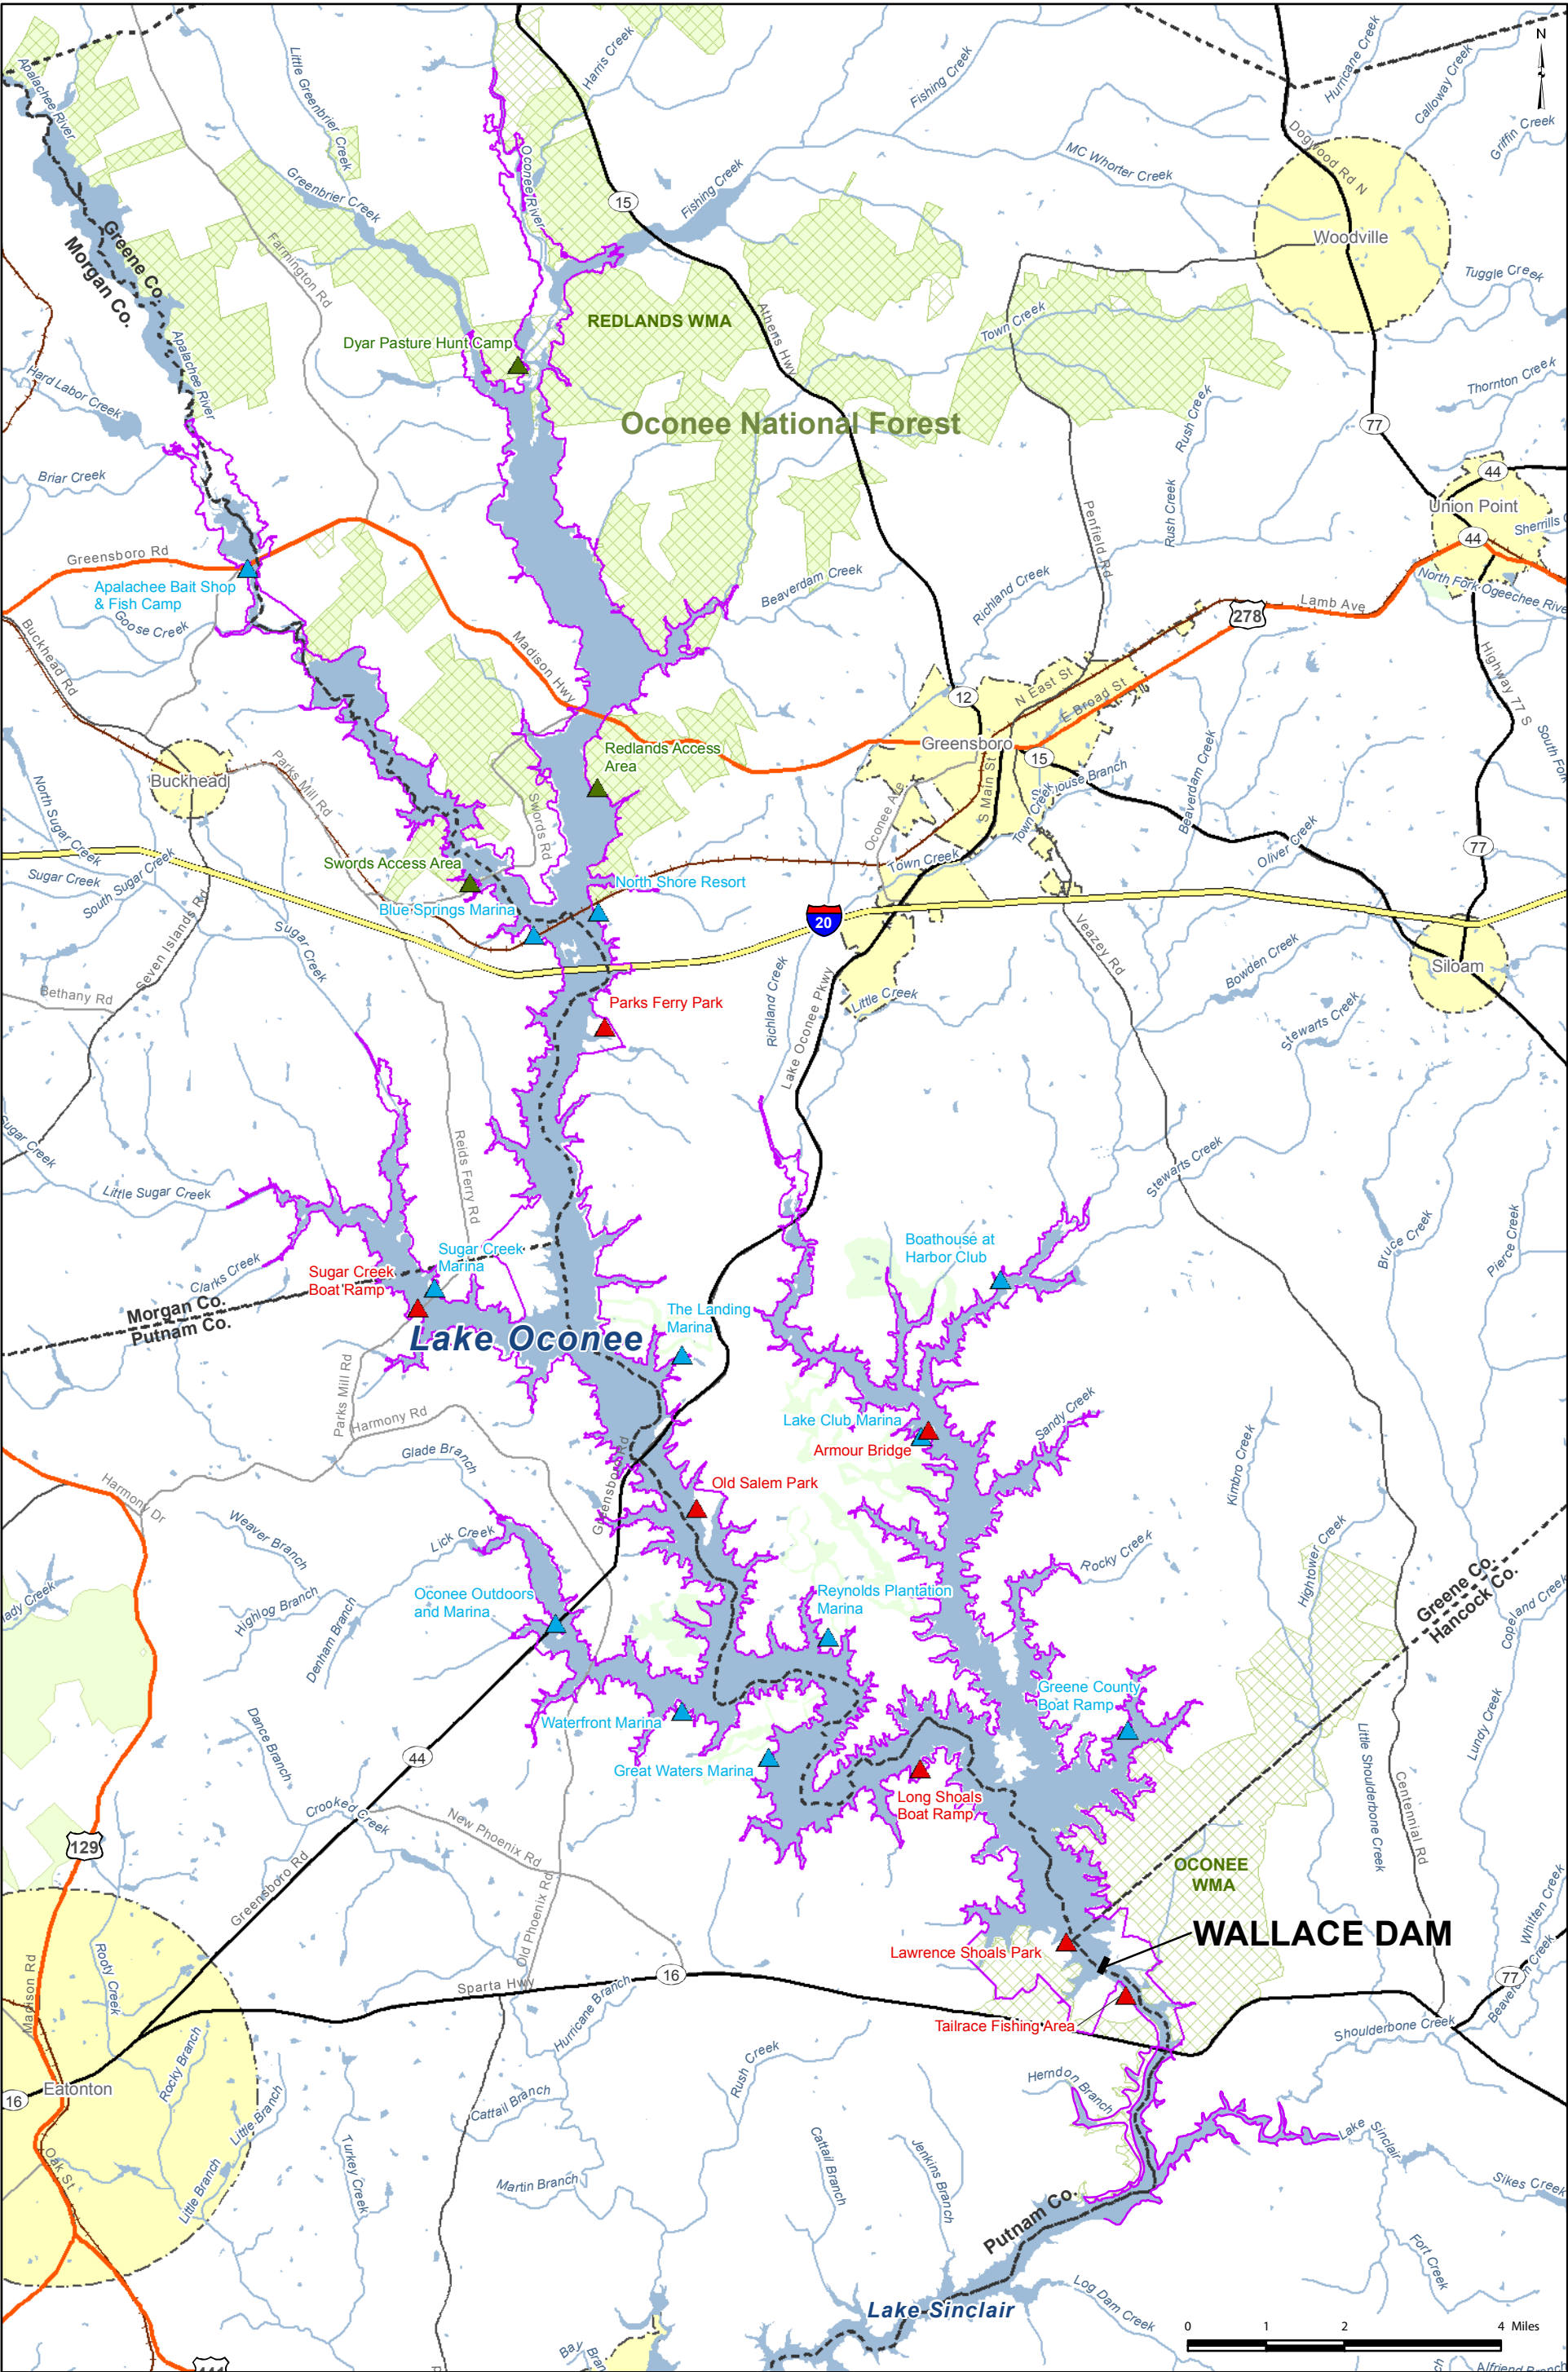 N
Apalachee River
Little Greenbrier Creek
Harris Creek
Fishing Creek
Hurricane Creek
Calloway Creek
Griffin Creek
Dogwood Rd N
MC Whorter Creek
Greenbrier Creek
Oconee River
Fishing Creek
15
Woodville
Greene Co.
Morgan Co.
Farmington Rd
Tuggle Creek
Apalachee River
REDLANDS WMA
Athens Hwy
Town Creek
Dyar Pasture Hunt Camp
Hard Labor Creek
Thornton Creek
Rush Creek
Oconee National Forest
77
Briar Creek
44
Union Point
Penfield Rd
Rush Creek
44
Greensboro Rd
Apalachee Bait Shop
& Fish Camp
Goose Creek
Beaverdam Creek
Richland Creek
Lamb Ave
278
North Fork Ogeechee
Buckhead Rd
Madison Hwy
Highway 77 S
12
N East St
E Broad St
Greensboro
Redlands Access
Area
15
South
Buckhead
Parks Mill Rd
Swords Rd
Oconee Ave
S Main St
Town Creek
house Branch
Beaverdam Creek
North Sugar Creek
Oliver Creek
77
Swords Access Area
Town Creek
Sugar Creek
South Sugar Creek
North Shore Resort
Blue Springs Marina
20
Seven Islands Rd
Sugar Creek
Veazey Rd
Bowden Creek
Siloam
Bethany Rd
Parks Ferry Park
Richland Creek
Lake Oconee Pkwy
Little Creek
Stewarts Creek
Sugar Creek
Reids Ferry Rd
Stewarts Creek
Little Sugar Creek
Bruce Creek
Pierce Creek
Clarks Creek
Sugar Creek
Marina
Boathouse at
Harbor Club
Sugar Creek
Boat Ramp
Morgan Co.
Putnam Co.
The Landing
Marina
Lake Oconee
Parks Mill Rd
Harmony Rd
Lake Club Marina
Armour Bridge
Sandy Creek
Kimbro Creek
Glade Branch
Harmony Dr
Greensboro Rd
Old Salem Park
Weaver Branch
Lick Creek
Rocky Creek
Hightower Creek
Greene Co.
Hancock Co.
Copeland Creek
Highlog Branch
Denham Branch
Oconee Outdoors
and Marina
Reynolds Plantation
Marina
Greene County
Boat Ramp
Waterfront Marina
Dance Branch
44
Great Waters Marina
Long Shoals
Boat Ramp
Little Shoulderbone Creek
Lundy Creek
Centennial Rd
Crooked Creek
New Phoenix Rd
129
Greensboro Rd
OCONEE
WMA
Old Phoenix Rd
WALLACE DAM
Lawrence Shoals Park
Whitten Creek
Madison Rd
Rooty Creek
Sparta Hwy
16
77
Tailrace Fishing Area
Shoulderbone Creek
Hurricane Branch
Rush Creek
Rocky Branch
Herndon Branch
16
Eatonton
Little Branch
Cattail Branch
Lake
Sinclair
Oak St
Turkey Creek
Little Branch
Martin Branch
Cattail Branch
Jenkins Branch
Sikes Creek
Putnam Co.
Fort Creek
Log Dam Creek
Lake Sinclair
Bay
0 1 2 4 Miles